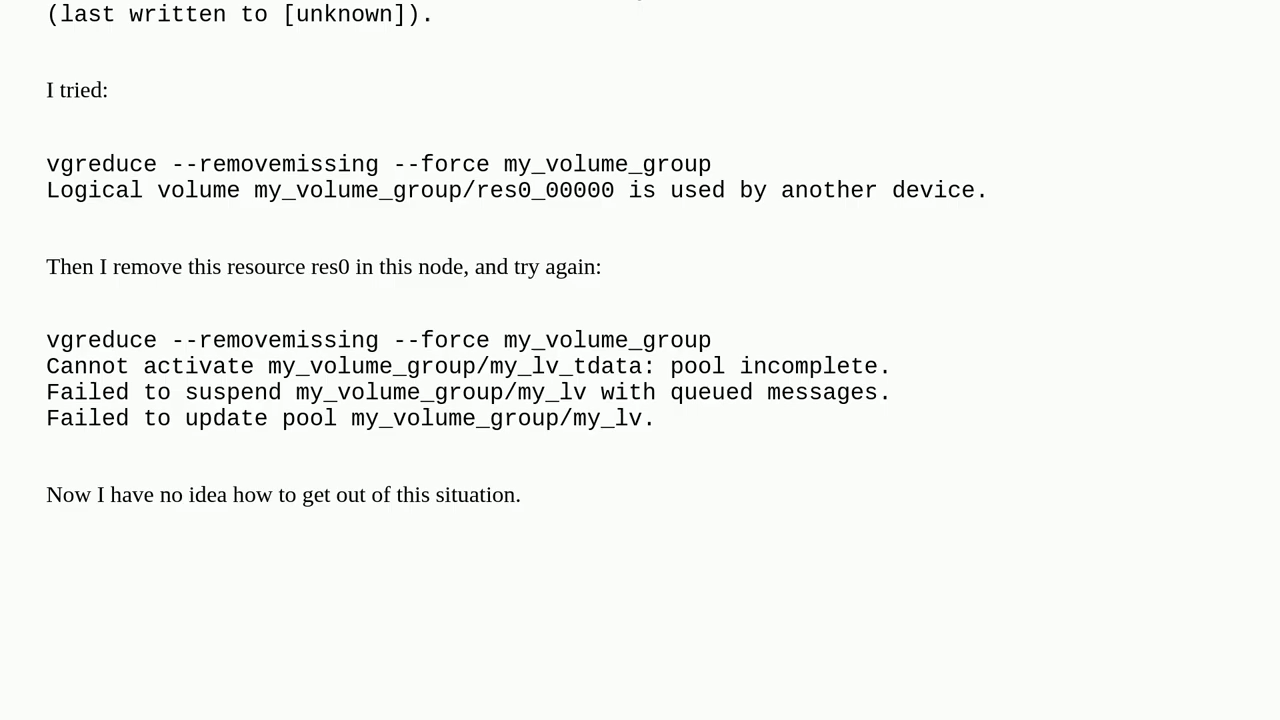 (last written to [unknown]).
I tried:
vgreduce --removemissing --force my_volume_group
Logical volume my_volume_group/res0_00000 is used by another device.
Then I remove this resource res0 in this node, and try again:
vgreduce --removemissing --force my_volume_group
Cannot activate my_volume_group/my_lv_tdata: pool incomplete.
Failed to suspend my_volume_group/my_lv with queued messages.
Failed to update pool my_volume_group/my_lv.
Now I have no idea how to get out of this situation.